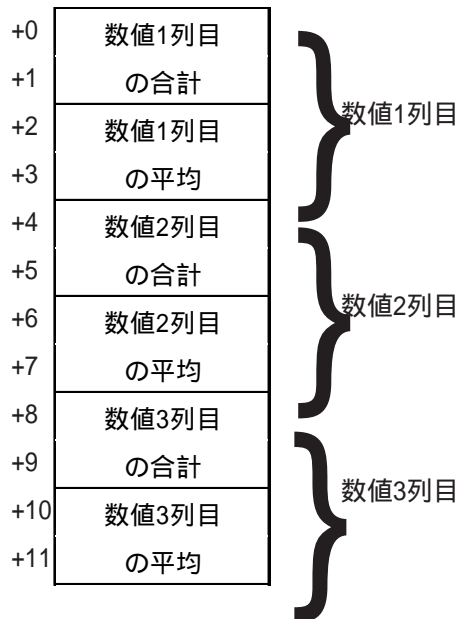 +0 数値1列目
+1 の合計
数値1列目
+2 数値1列目
+3 の平均
+4 数値2列目
+5 の合計
数値2列目
+6 数値2列目
+7 の平均
+8 数値3列目
+9 の合計
数値3列目
+10 数値3列目
+11 の平均